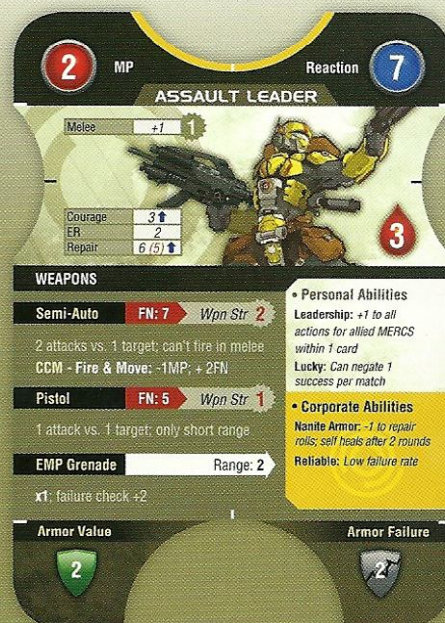 2 MP Reaction 7
ASSAULT LEADER
Melee +1 1
Courage 3
ER 2
Repair 6 (5)
3
WEAPONS
Semi-Auto FN: 7 Wpn Str 2
2 attacks vs. 1 target; can't fire in melee
CCM - Fire & Move: -1MP; + 2FN
Pistol FN: 5 Wpn Str 1
1 attack vs. 1 target; only short range
EMP Grenade Range: 2
x1; failure check +2
• Personal Abilities
Leadership: +1 to all
actions for allied MERCS
within 1 card
Lucky: Can negate 1
success per match
• Corporate Abilities
Nanite Armor: -1 to repair
rolls; self heals after 2 rounds
Reliable: Low failure rate
Armor Value Armor Failure
2 2